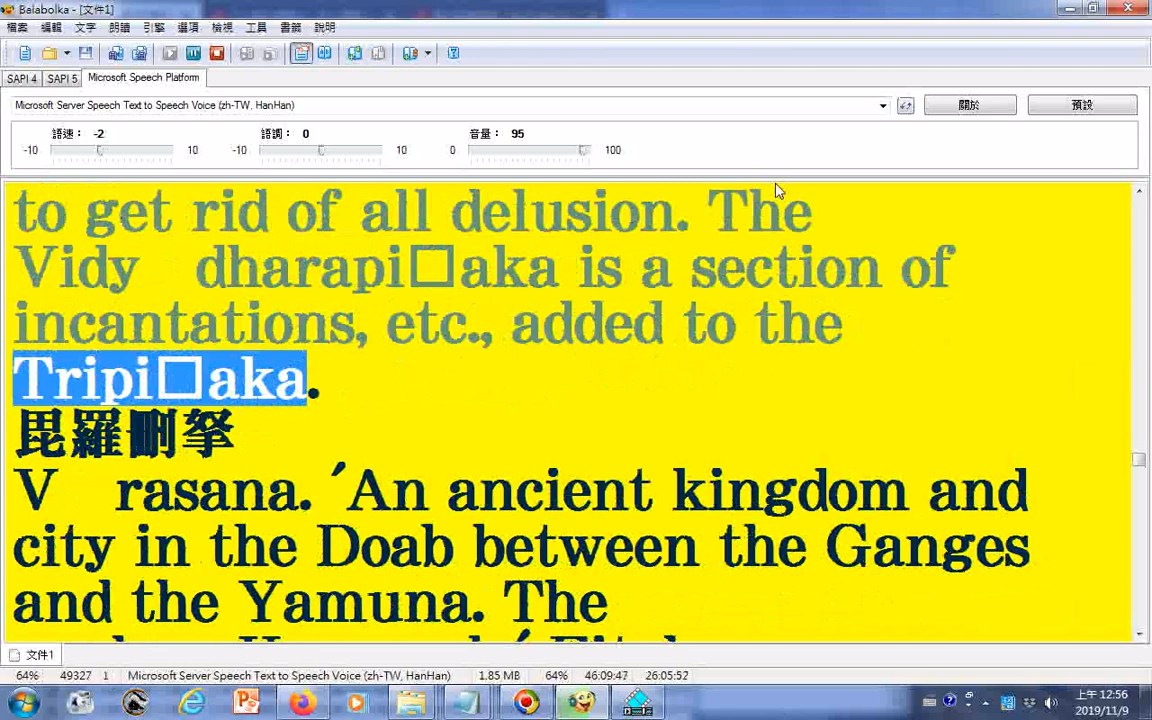 Balabolka - [文件1]
檔案 編輯 文字 朗讀 引擎 選項 檢視 工具 書籤 說明
SAPI 4 SAPI 5 Microsoft Speech Platform
Microsoft Server Speech Text to Speech Voice (zh-TW, HanHan) 關於 預設
語速： -2 語調： 0 音量： 95
-10 10 -10 10 0 100
to get rid of all delusion. The
Vidy dharapi□aka is a section of
incantations, etc., added to the
Tripi□aka.
毘羅刪拏
V rasana. ́An ancient kingdom and
city in the Doab between the Ganges
and the Yamuna. The
文件1
64% 49327 1 Microsoft Server Speech Text to Speech Voice (zh-TW, HanHan) 1.85 MB 64% 46:09:47 26:05:52
上午 12:56
2019/11/9